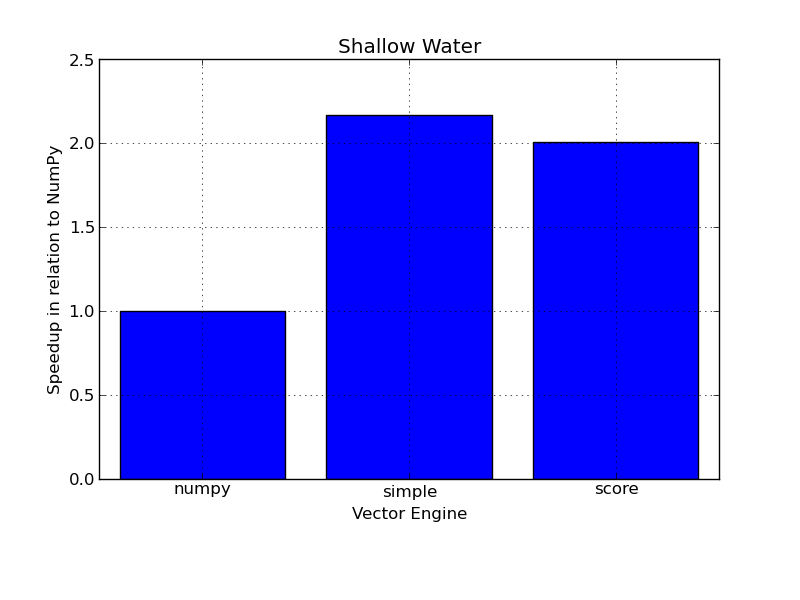 Shallow Water
Speedup in relation to NumPy
2.5
2.0
1.5
1.0
0.5
0.0
numpy simple score
Vector Engine